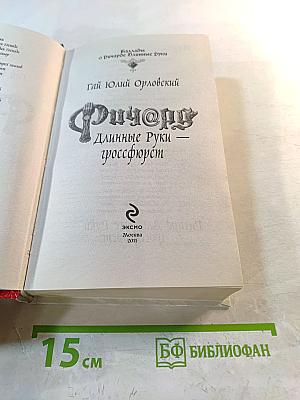 Баллады
о Ричарде Длинные Руки
Гай Юлий Орловский
Ричард
Длинные Руки —
гроссфюрст
ЭКСМО
Москва
2011
15 см
БФ БИБЛИОФАН